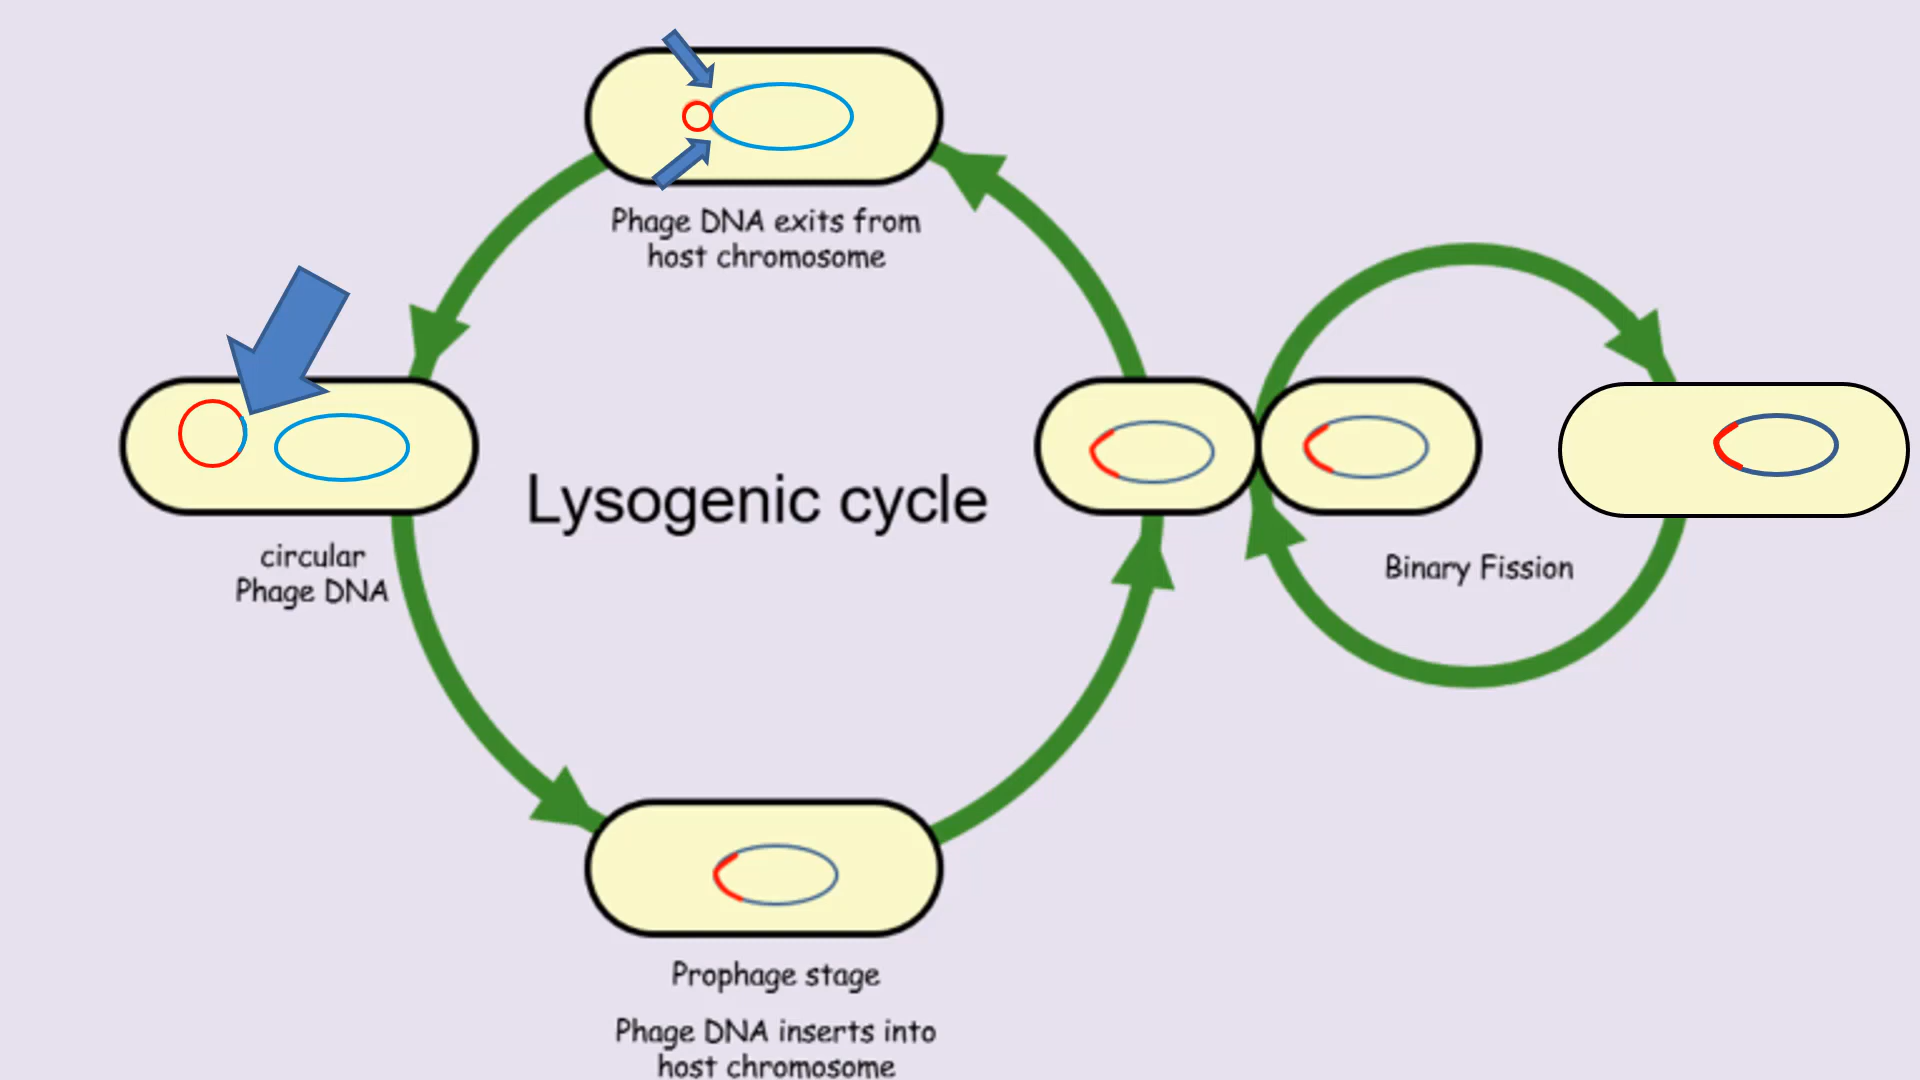 Phage DNA exits from
host chromosome
circular
Phage DNA
Lysogenic cycle
Binary Fission
Prophage stage
Phage DNA inserts into
host chromosome